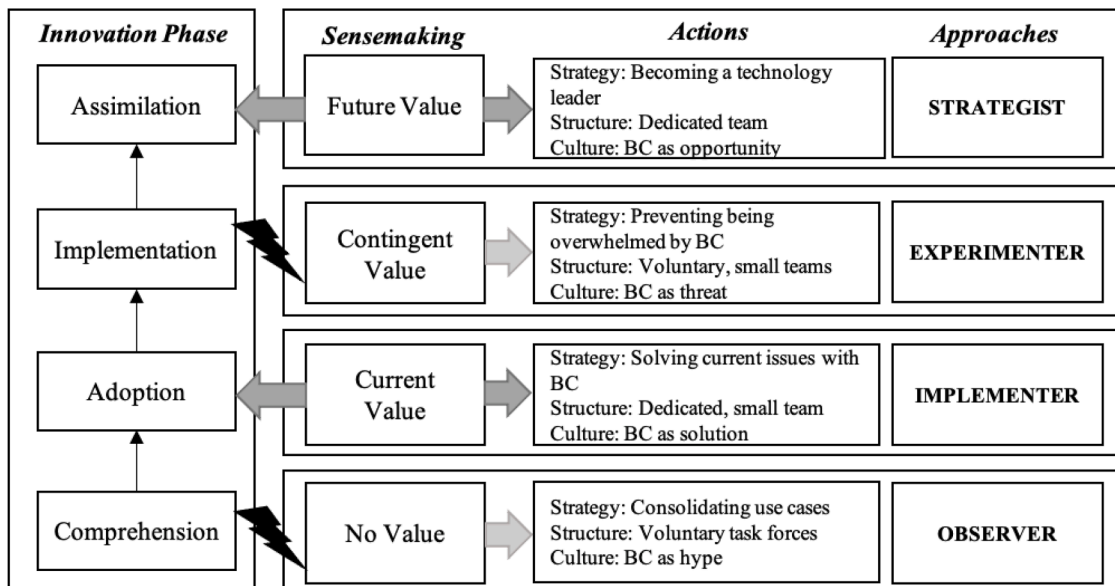 Innovation Phase
Sensemaking
Actions
Approaches
Assimilation
Future Value
Strategy: Becoming a technology
leader
Structure: Dedicated team
Culture: BC as opportunity
STRATEGIST
Implementation
Contingent
Value
Strategy: Preventing being
overwhelmed by BC
Structure: Voluntary, small teams
Culture: BC as threat
EXPERIMENTER
Adoption
Current
Value
Strategy: Solving current issues with
BC
Structure: Dedicated, small team
Culture: BC as solution
IMPLEMENTER
Comprehension
No Value
Strategy: Consolidating use cases
Structure: Voluntary task forces
Culture: BC as hype
OBSERVER